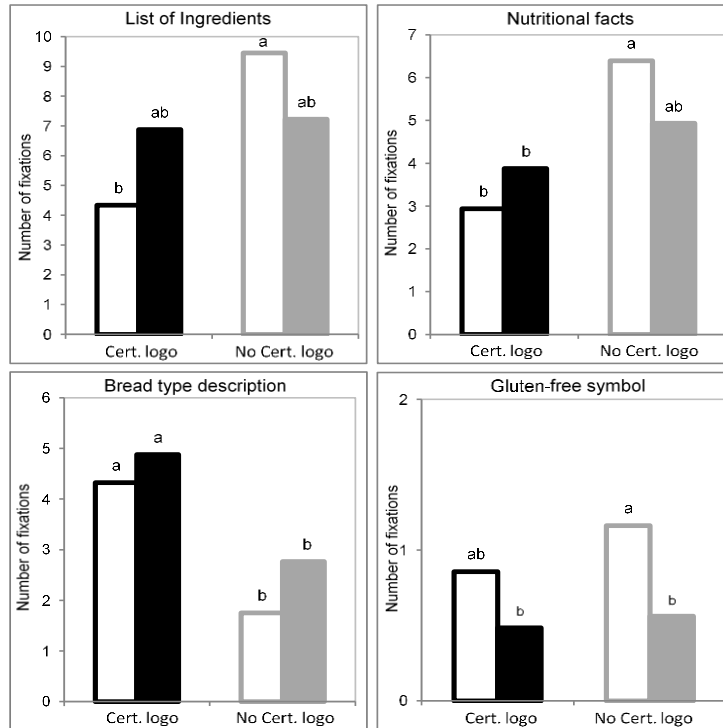 List of Ingredients
Number of fixations
10
9
8
7
6
5
4
3
2
1
0
b
ab
a
ab
Cert. logo
No Cert. logo
Nutritional facts
Number of fixations
7
6
5
4
3
2
1
0
b
b
a
ab
Cert. logo
No Cert. logo
Bread type description
Number of fixations
6
5
4
3
2
1
0
a
a
b
b
Cert. logo
No Cert. logo
Gluten-free symbol
Number of fixations
2
1
0
ab
b
a
b
Cert. logo
No Cert. logo